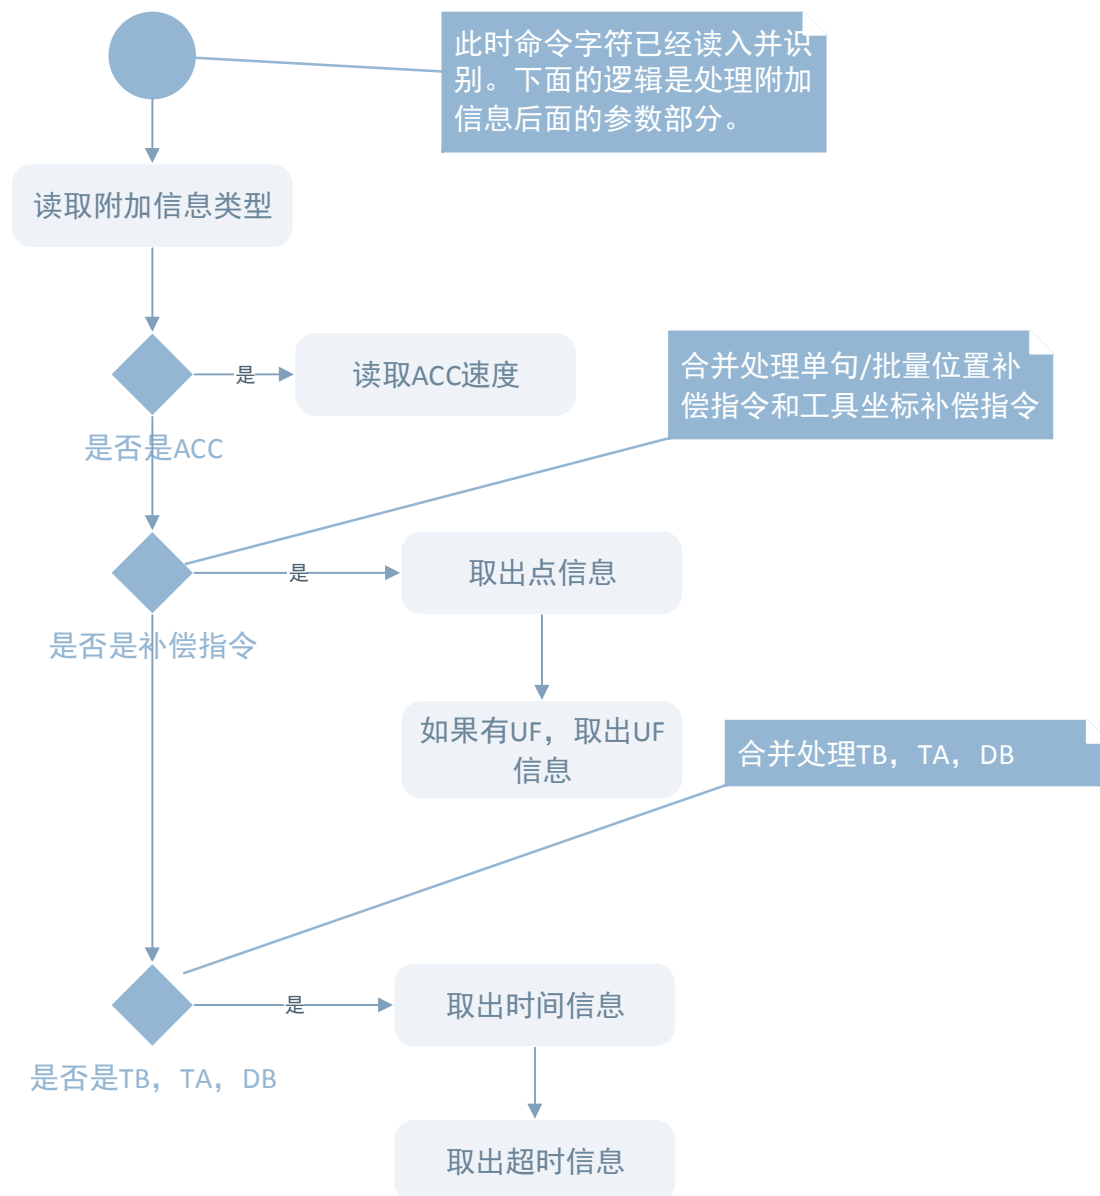 此时命令字符已经读入并识
别。下面的逻辑是处理附加
信息后面的参数部分。
读取附加信息类型
是
读取ACC速度
合并处理单句/批量位置补
偿指令和工具坐标补偿指令
是否是ACC
是
取出点信息
是否是补偿指令
如果有UF，取出UF
信息
合并处理TB，TA，DB
是
取出时间信息
是否是TB，TA，DB
取出超时信息